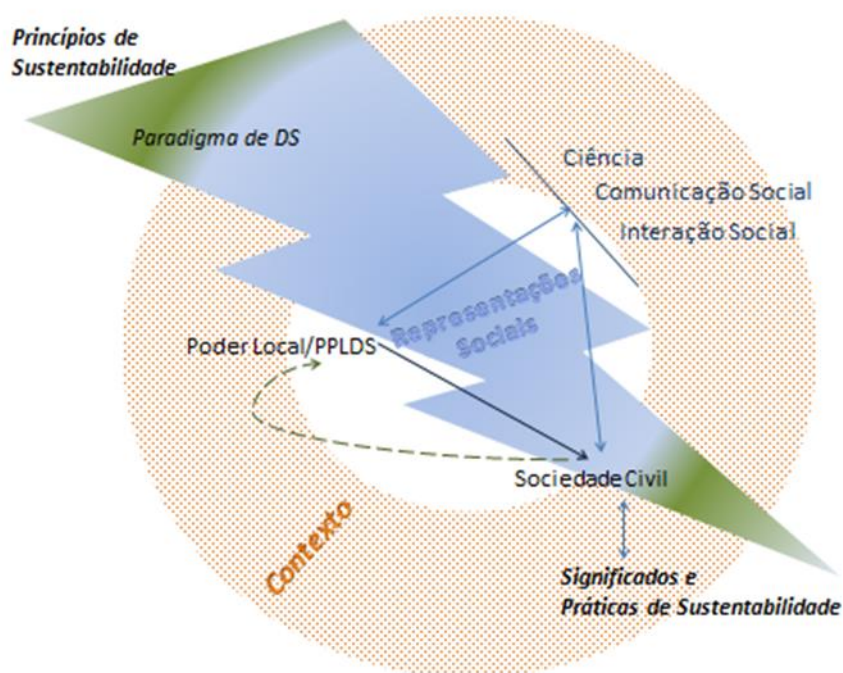 Princípios de
Sustentabilidade
Paradigma de DS
Ciência
Comunicação Social
Interação Social
Representações
Sociais
Poder Local/PPLDS
Sociedade Civil
Contexto
Significados e
Práticas de Sustentabilidade